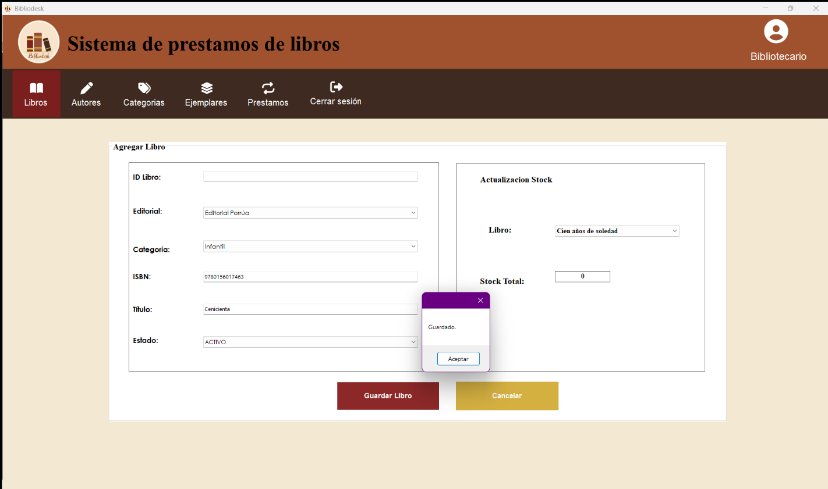 Bibliodesk
Bibliodesk
Sistema de prestamos de libros
Bibliotecario
Libros
Autores
Categorias
Ejemplares
Prestamos
Cerrar sesión
Agregar Libro
ID Libro:
Editorial:
Editorial Porrúa
Categoria:
Infantil
ISBN:
9780156017463
Titulo:
Cenicienta
Estado:
ACTIVO
Actualizacion Stock
Libro:
Cien años de soledad
Stock Total:
0
Guardado.
Aceptar
Guardar Libro
Cancelar